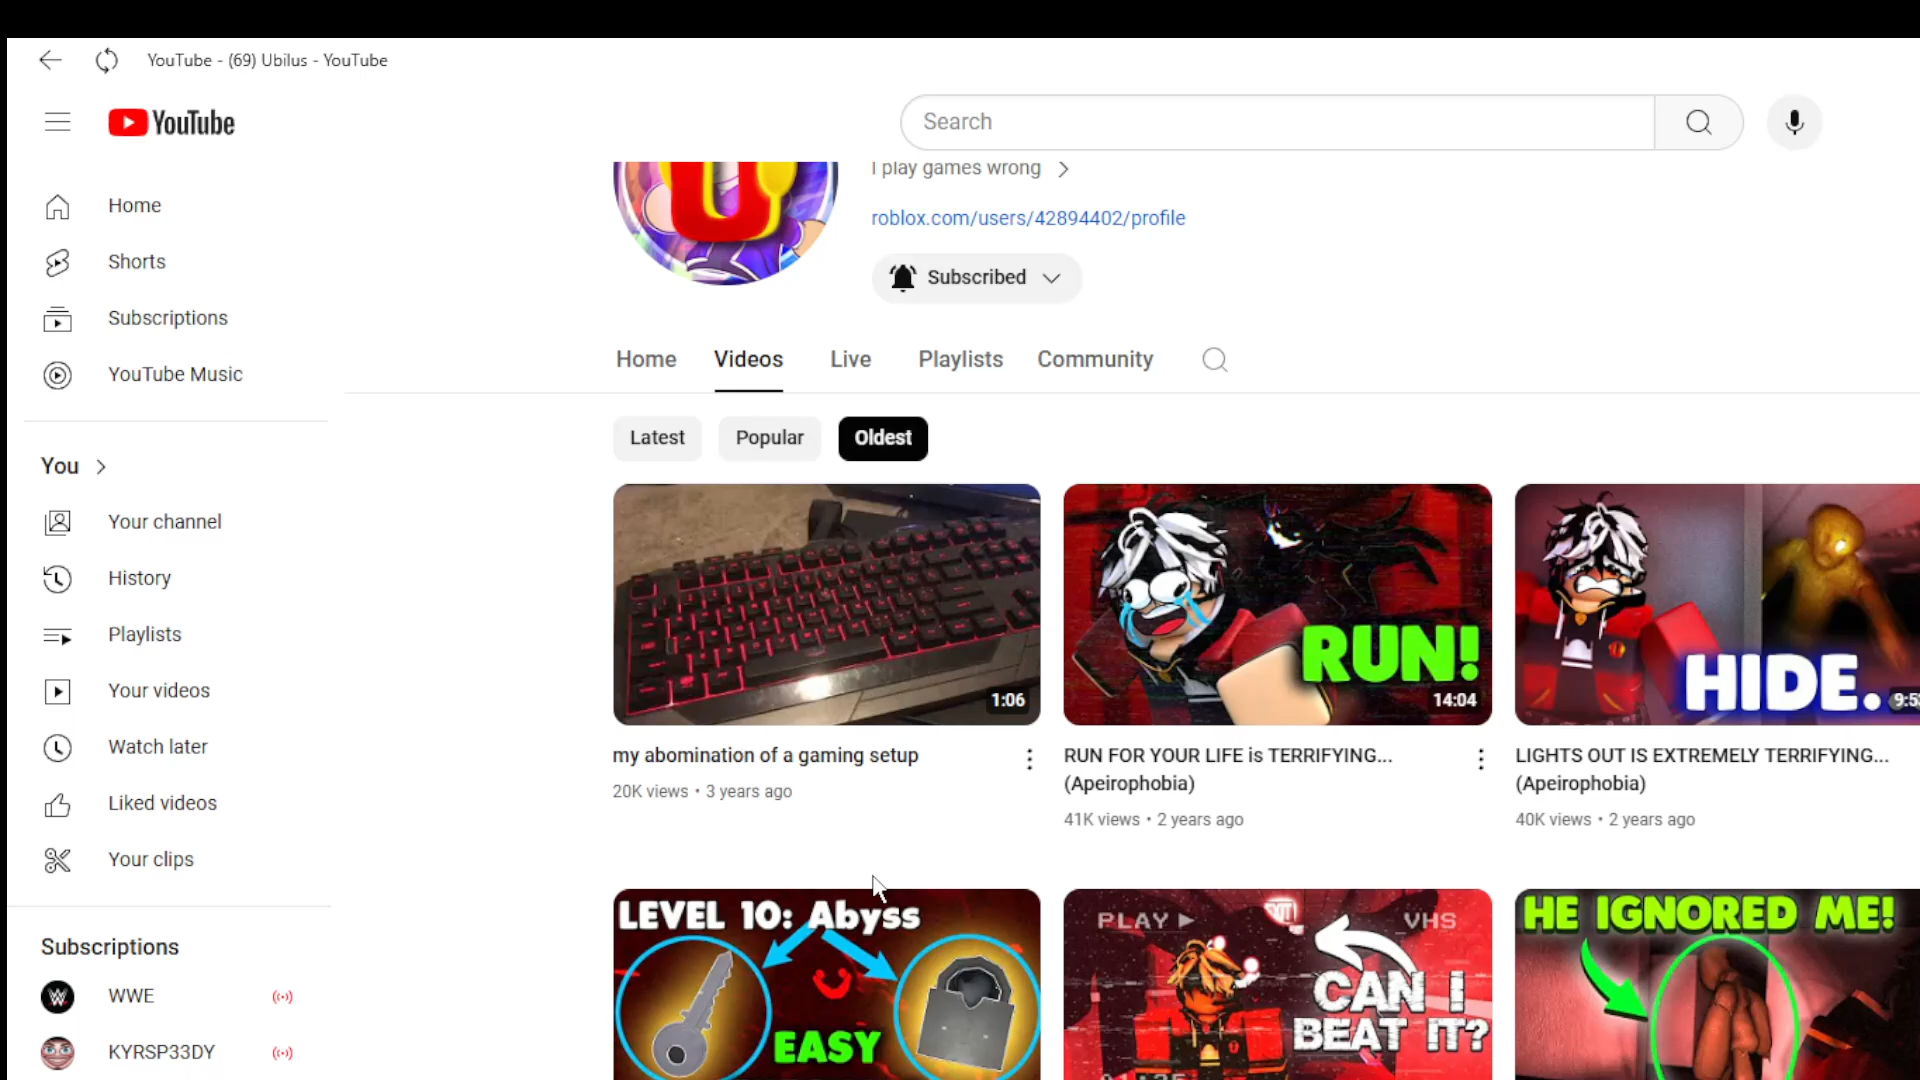 YouTube - (69) Ubilus - YouTube
YouTube
Search
I play games wrong
roblox.com/users/42894402/profile
Subscribed
Home
Shorts
Subscriptions
YouTube Music
You
Your channel
History
Playlists
Your videos
Watch later
Liked videos
Your clips
Subscriptions
WWE
KYRSP33DY
Home Videos Live Playlists Community
Latest Popular Oldest
1:06
RUN!
14:04
HIDE.
my abomination of a gaming setup
20K views • 3 years ago
RUN FOR YOUR LIFE is TERRIFYING...
(Apeirophobia)
41K views • 2 years ago
LIGHTS OUT IS EXTREMELY TERRIFYING...
(Apeirophobia)
40K views • 2 years ago
LEVEL 10: Abyss
EASY
PLAY
VHS
CAN I
BEAT IT?
HE IGNORED ME!